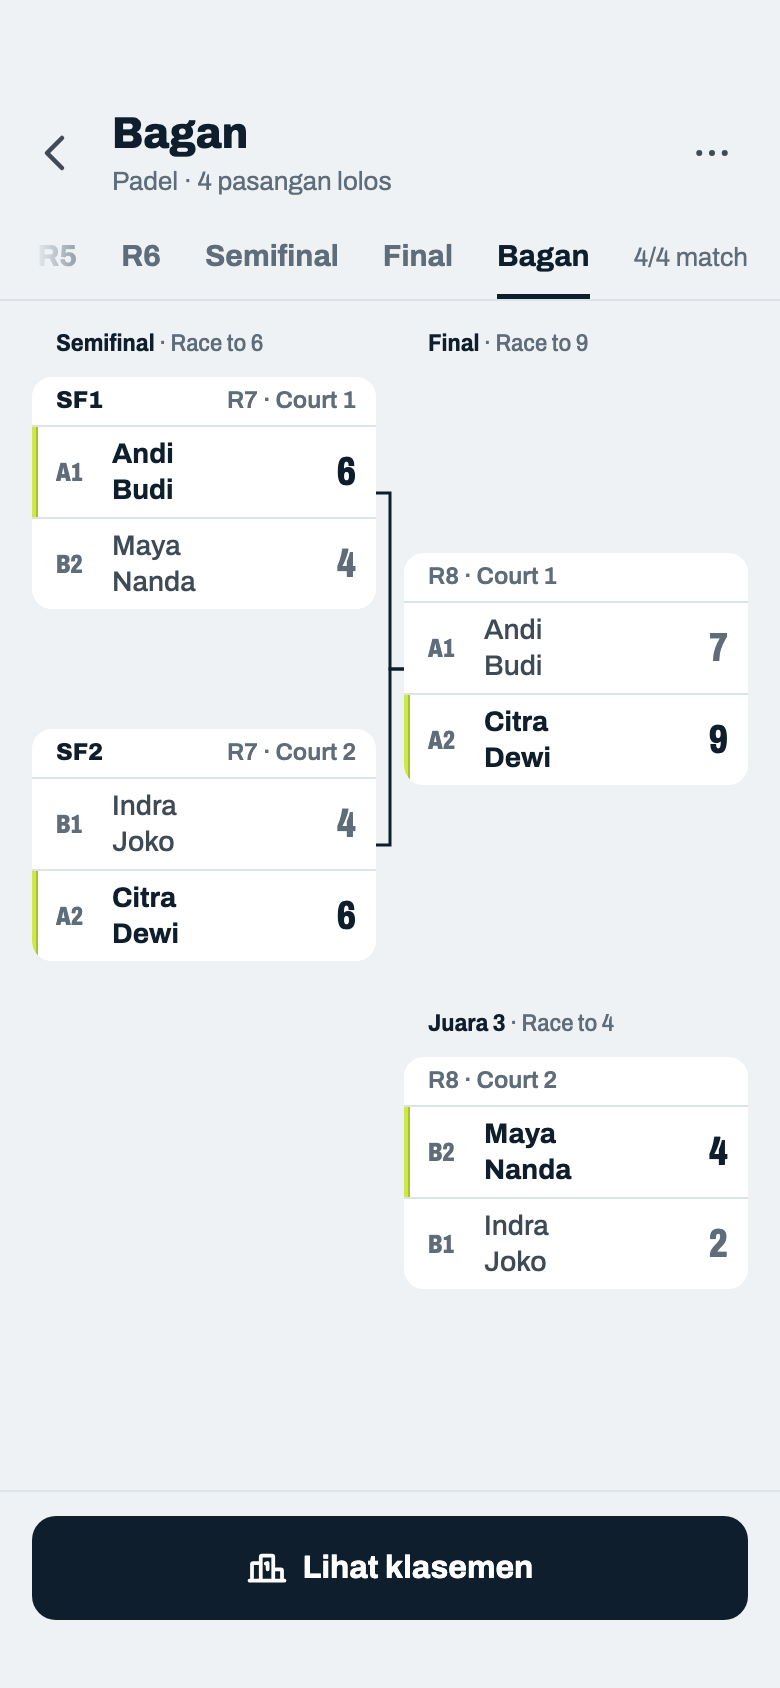 Bagan
Padel · 4 pasangan lolos
R5 R6 Semifinal Final Bagan 4/4 match
Semifinal · Race to 6
SF1 R7 · Court 1
A1 Andi
Budi 6
B2 Maya
Nanda 4
SF2 R7 · Court 2
B1 Indra
Joko 4
A2 Citra
Dewi 6
Final · Race to 9
R8 · Court 1
A1 Andi
Budi 7
A2 Citra
Dewi 9
Juara 3 · Race to 4
R8 · Court 2
B2 Maya
Nanda 4
B1 Indra
Joko 2
Lihat klasemen